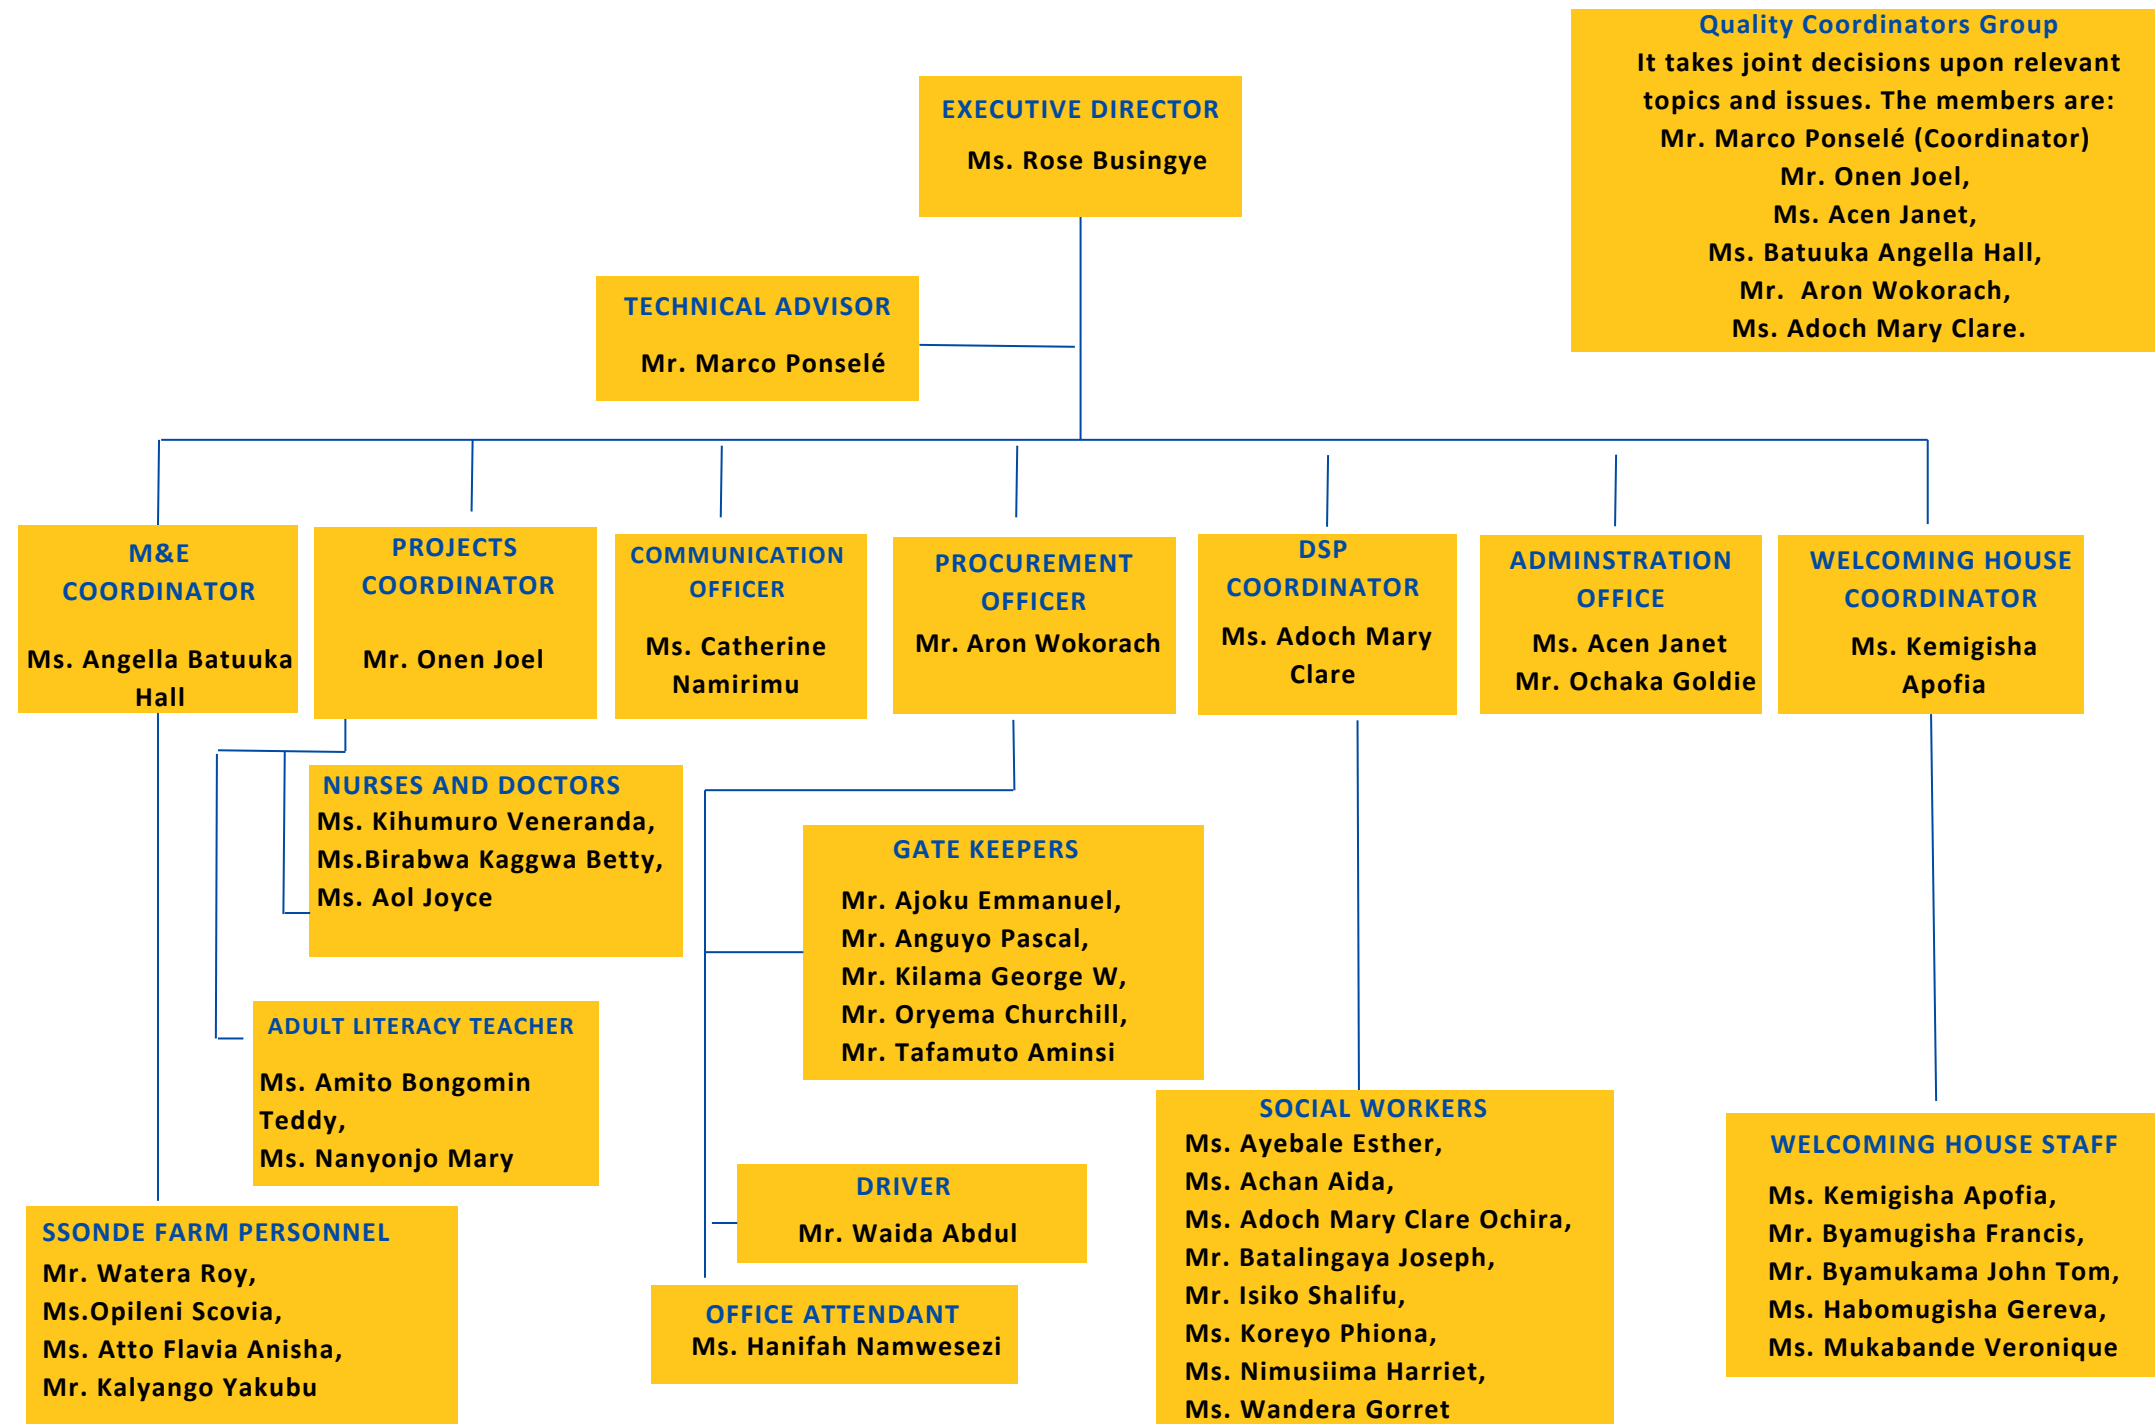 Quality Coordinators Group
It takes joint decisions upon relevant
topics and issues. The members are:
Mr. Marco Ponselé (Coordinator)
Mr. Onen Joel,
Ms. Acen Janet,
Ms. Batuuka Angella Hall,
Mr. Aron Wokorach,
Ms. Adoch Mary Clare.
EXECUTIVE DIRECTOR
Ms. Rose Busingye
TECHNICAL ADVISOR
Mr. Marco Ponselé
M&E
COORDINATOR
Ms. Angella Batuuka
Hall
PROJECTS
COORDINATOR
Mr. Onen Joel
COMMUNICATION
OFFICER
Ms. Catherine
Namirimu
PROCUREMENT
OFFICER
Mr. Aron Wokorach
DSP
COORDINATOR
Ms. Adoch Mary
Clare
ADMINSTRATION
OFFICE
Ms. Acen Janet
Mr. Ochaka Goldie
WELCOMING HOUSE
COORDINATOR
Ms. Kemigisha
Apofia
NURSES AND DOCTORS
Ms. Kihumuro Veneranda,
Ms.Birabwa Kaggwa Betty,
Ms. Aol Joyce
GATE KEEPERS
Mr. Ajoku Emmanuel,
Mr. Anguyo Pascal,
Mr. Kilama George W,
Mr. Oryema Churchill,
Mr. Tafamuto Aminsi
ADULT LITERACY TEACHER
Ms. Amito Bongomin
Teddy,
Ms. Nanyonjo Mary
SSONDE FARM PERSONNEL
Mr. Watera Roy,
Ms.Opileni Scovia,
Ms. Atto Flavia Anisha,
Mr. Kalyango Yakubu
DRIVER
Mr. Waida Abdul
OFFICE ATTENDANT
Ms. Hanifah Namwesezi
SOCIAL WORKERS
Ms. Ayebale Esther,
Ms. Achan Aida,
Ms. Adoch Mary Clare Ochira,
Mr. Batalingaya Joseph,
Mr. Isiko Shalifu,
Ms. Koreyo Phiona,
Ms. Nimusiima Harriet,
Ms. Wandera Gorret
WELCOMING HOUSE STAFF
Ms. Kemigisha Apofia,
Mr. Byamugisha Francis,
Mr. Byamukama John Tom,
Ms. Habomugisha Gereva,
Ms. Mukabande Veronique